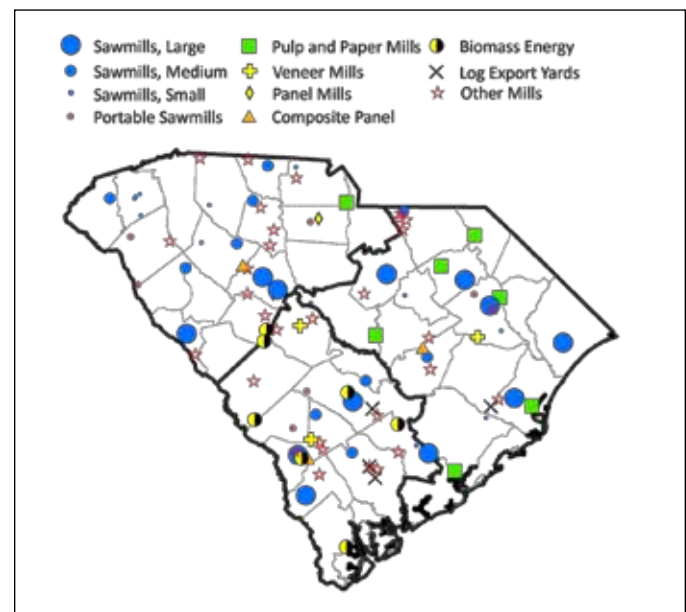 Sawmills, Large
Sawmills, Medium
Sawmills, Small
Portable Sawmills
Pulp and Paper Mills
Veneer Mills
Panel Mills
Composite Panel
Biomass Energy
Log Export Yards
Other Mills